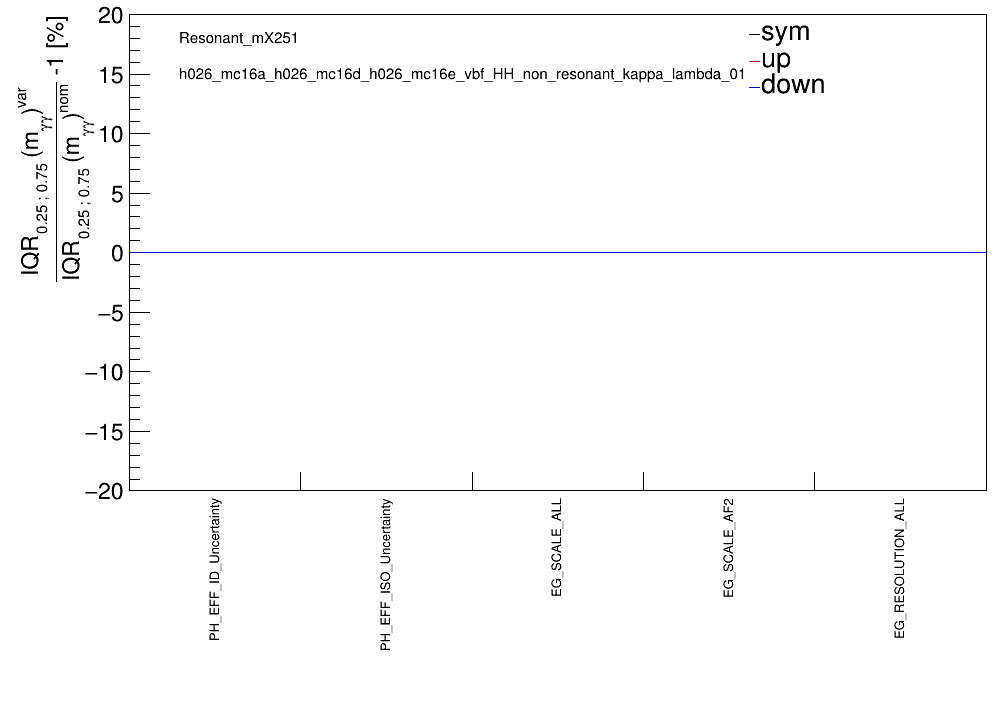 IQR0.25 ; 0.75 (mγγ)var
IQR0.25 ; 0.75 (mγγ)nom -1 [%]
20
15
10
5
0
−5
−10
−15
−20
Resonant_mX251
h026_mc16a_h026_mc16d_h026_mc16e_vbf_HH_non_resonant_kappa_lambda_01
sym
up
down
PH_EFF_ID_Uncertainty
PH_EFF_ISO_Uncertainty
EG_SCALE_ALL
EG_SCALE_AF2
EG_RESOLUTION_ALL